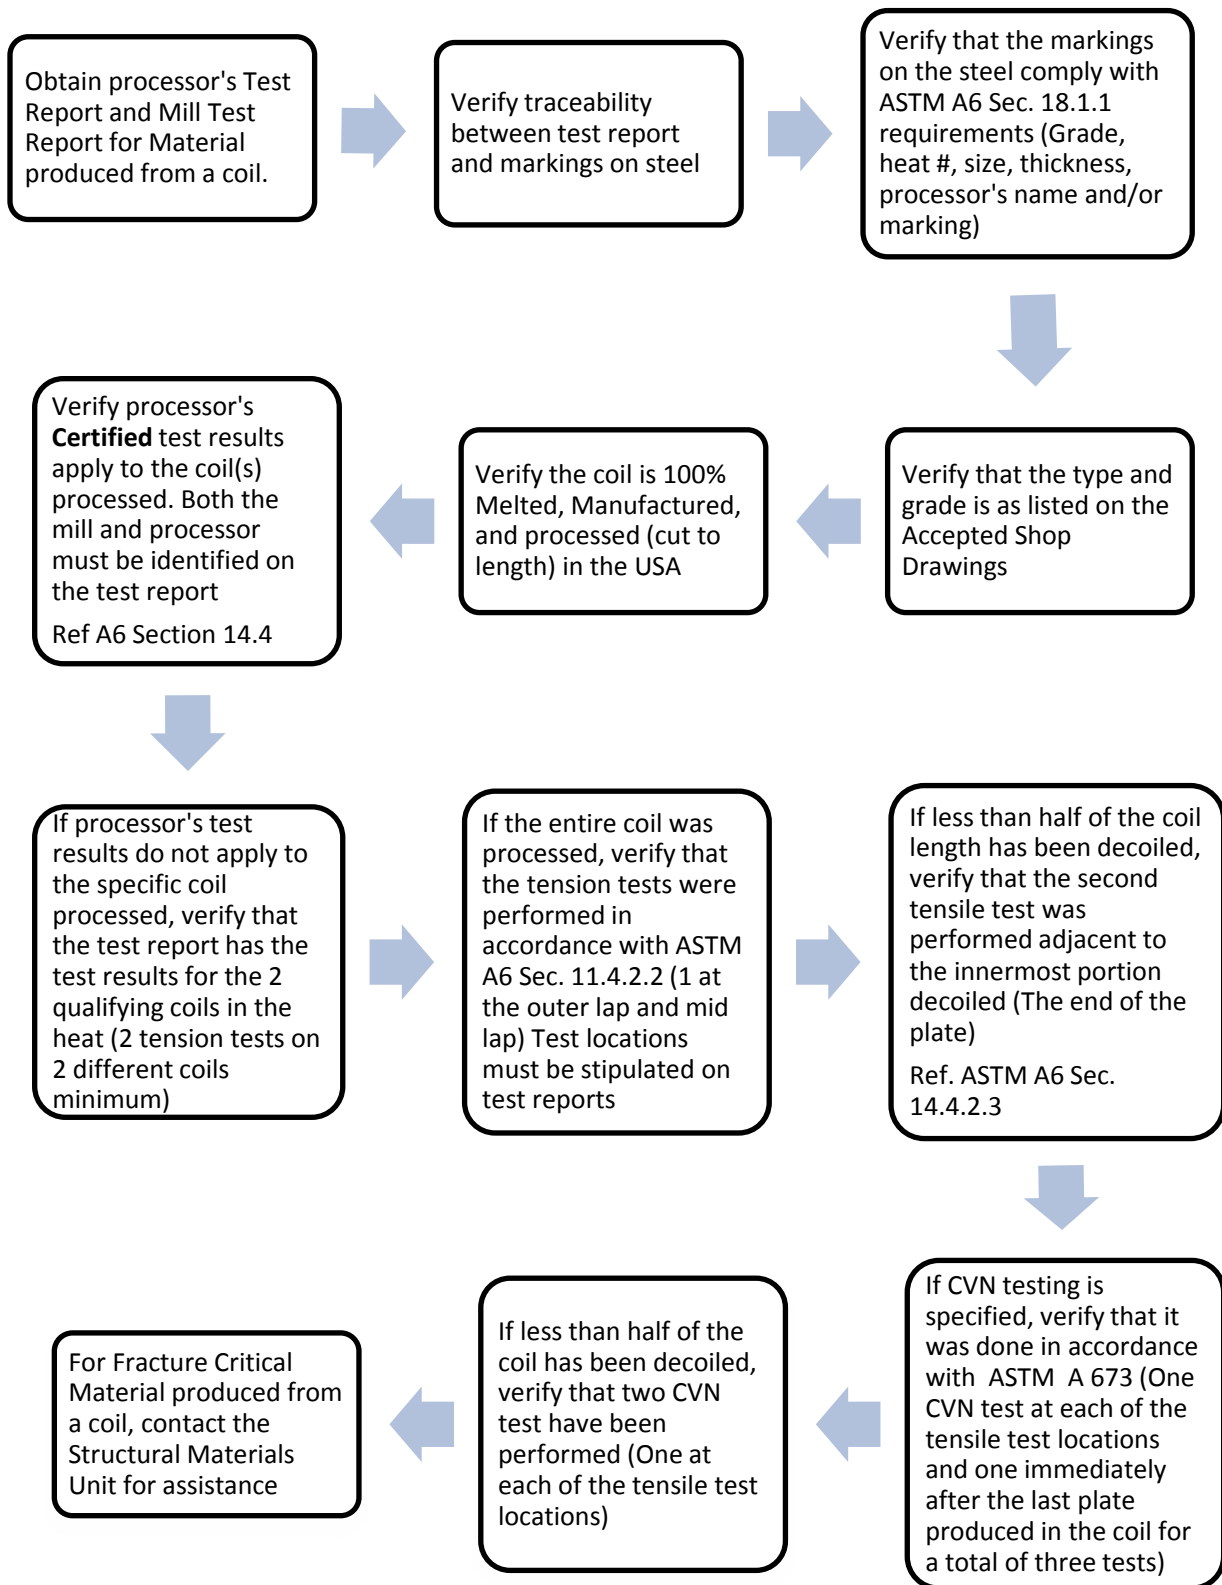 Obtain processor's Test
Report and Mill Test
Report for Material
produced from a coil.
Verify traceability
between test report
and markings on steel
Verify that the markings
on the steel comply with
ASTM A6 Sec. 18.1.1
requirements (Grade,
heat #, size, thickness,
processor's name and/or
marking)
Verify that the type and
grade is as listed on the
Accepted Shop
Drawings
Verify the coil is 100%
Melted, Manufactured,
and processed (cut to
length) in the USA
Verify processor's
Certified test results
apply to the coil(s)
processed. Both the
mill and processor
must be identified on
the test report
Ref A6 Section 14.4
If processor's test
results do not apply to
the specific coil
processed, verify that
the test report has the
test results for the 2
qualifying coils in the
heat (2 tension tests on
2 different coils
minimum)
If the entire coil was
processed, verify that
the tension tests were
performed in
accordance with ASTM
A6 Sec. 11.4.2.2 (1 at
the outer lap and mid
lap) Test locations
must be stipulated on
test reports
If less than half of the coil
length has been decoiled,
verify that the second
tensile test was
performed adjacent to
the innermost portion
decoiled (The end of the
plate)
Ref. ASTM A6 Sec.
14.4.2.3
If CVN testing is
specified, verify that it
was done in accordance
with ASTM A 673 (One
CVN test at each of the
tensile test locations
and one immediately
after the last plate
produced in the coil for
a total of three tests)
If less than half of the
coil has been decoiled,
verify that two CVN
test have been
performed (One at
each of the tensile test
locations)
For Fracture Critical
Material produced from
a coil, contact the
Structural Materials
Unit for assistance